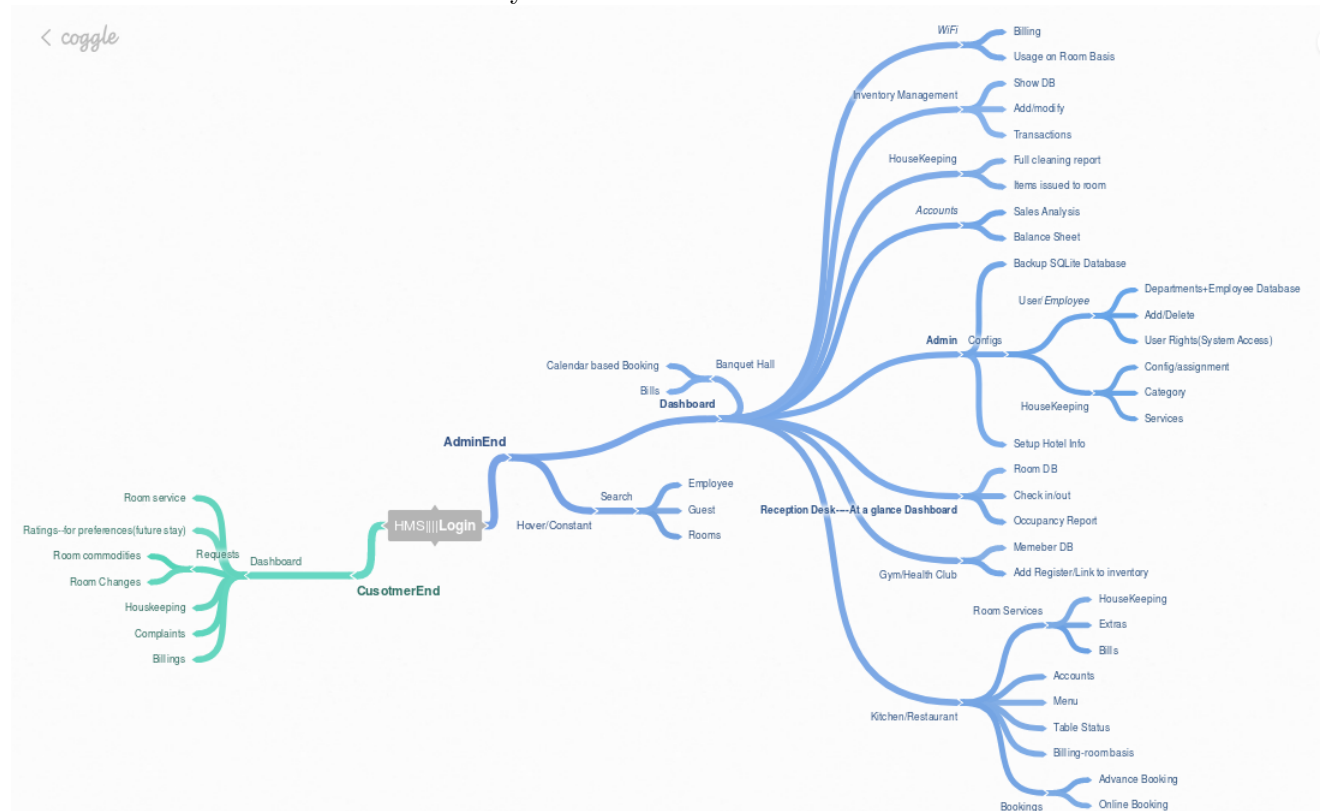 coggle
WiFi
Billing
Usage on Room Basis
Inventory Management
Show DB
Add/modify
Transactions
HouseKeeping
Full cleaning report
Items issued to room
Accounts
Sales Analysis
Balance Sheet
Admin
Backup SQLite Database
Configs
User/Employee
Departments+Employee Database
Add/Delete
User Rights(System Access)
HouseKeeping
Config/assignment
Category
Services
Setup Hotel Info
Banquet Hall
Calendar based Booking
Bills
Dashboard
AdminEnd
Hover/Constant
Search
Employee
Guest
Rooms
Reception Desk----At a glance Dashboard
Room DB
Check in/out
Occupancy Report
Gym/Health Club
Memeber DB
Add Register/Link to inventory
Kitchen/Restaurant
Room Services
HouseKeeping
Extras
Bills
Accounts
Menu
Table Status
Billing-roombasis
Bookings
Advance Booking
Online Booking
HMS||||Login
CusotmerEnd
Dashboard
Room service
Ratings--for preferences(future stay)
Requests
Room commodities
Room Changes
Houskeeping
Complaints
Billings